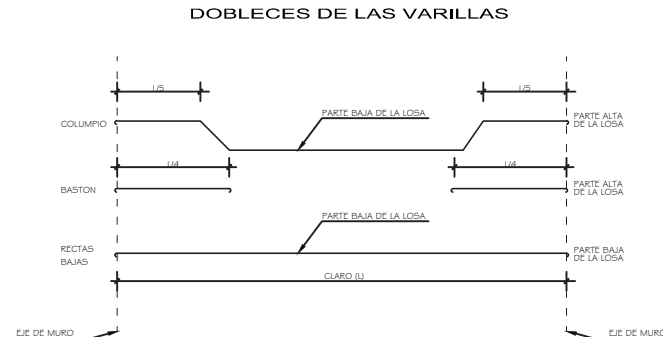 DOBLECES DE LAS VARILLAS
L/5
L/5
COLUMPIO
PARTE BAJA DE LA LOSA
PARTE ALTA
DE LA LOSA
L/4
L/4
BASTON
PARTE ALTA
DE LA LOSA
RECTAS
BAJAS
PARTE BAJA DE LA LOSA
PARTE BAJA
DE LA LOSA
CLARO (L)
EJE DE MURO
EJE DE MURO